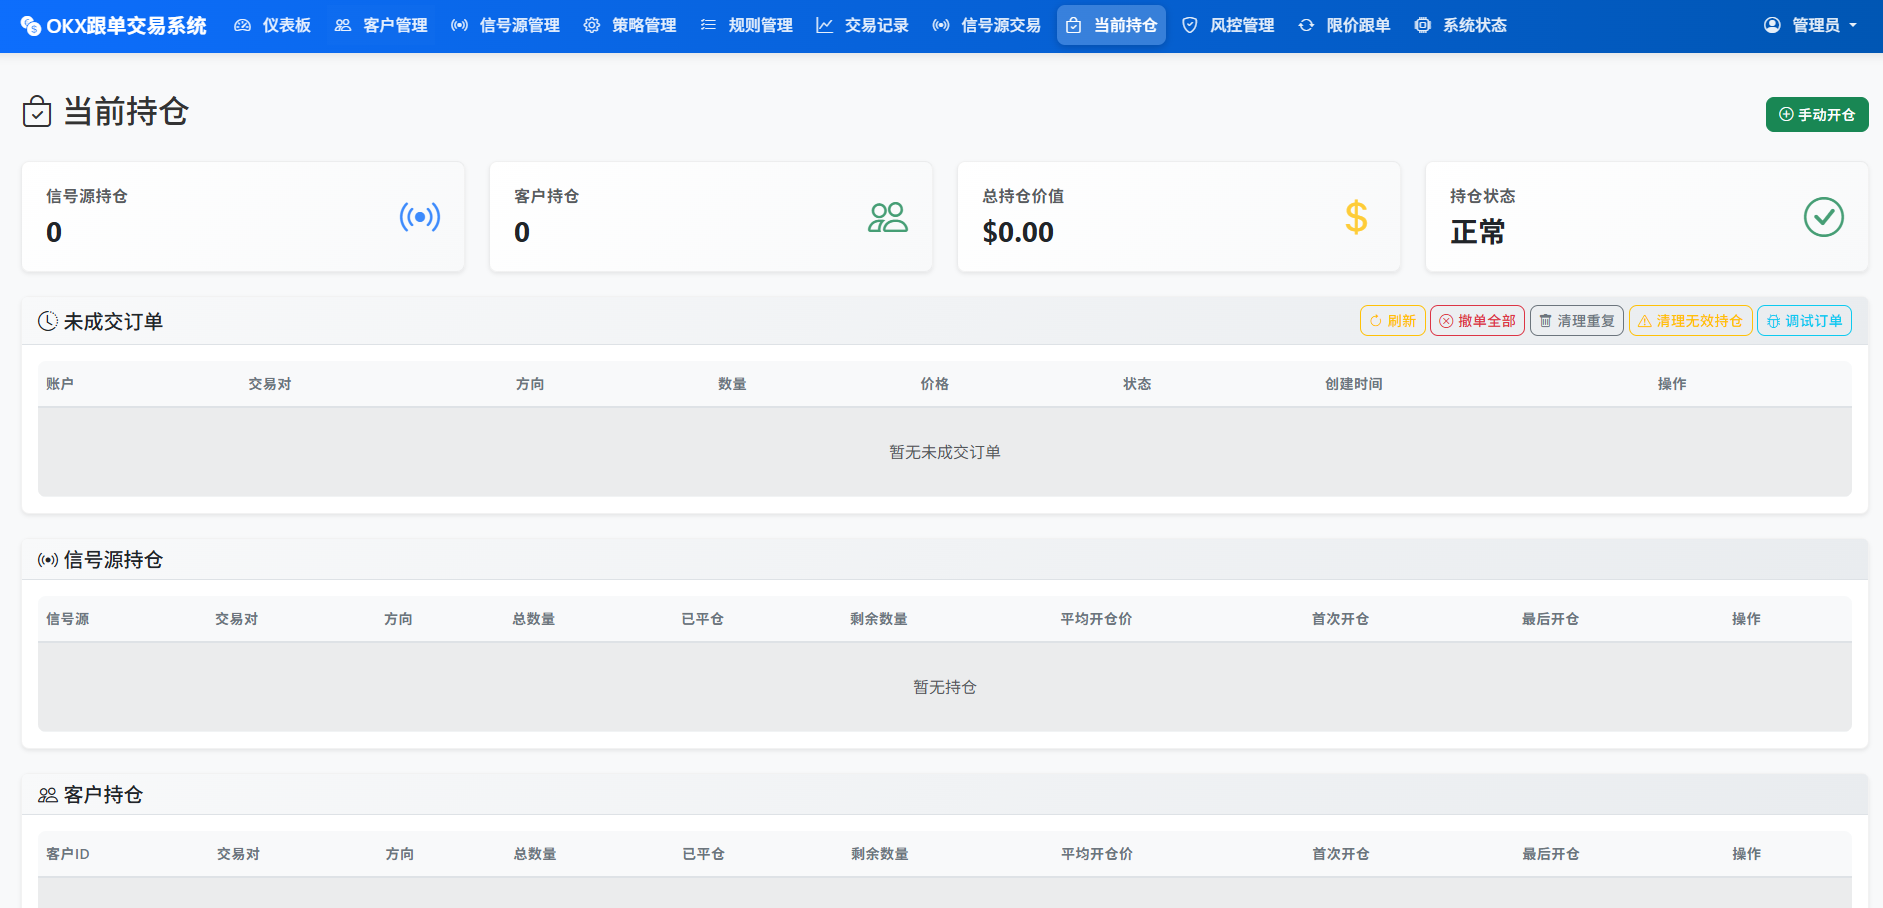 OKX跟单交易系统 仪表板 客户管理 信号源管理 策略管理 规则管理 交易记录 信号源交易 当前持仓 风控管理 限价跟单 系统状态 管理员
当前持仓
手动开仓
信号源持仓
0
客户持仓
0
总持仓价值
$0.00
持仓状态
正常
未成交订单
刷新 撤单全部 清理重复 清理无效持仓 调试订单
账户 交易对 方向 数量 价格 状态 创建时间 操作
暂无未成交订单
信号源持仓
信号源 交易对 方向 总数量 已平仓 剩余数量 平均开仓价 首次开仓 最后开仓 操作
暂无持仓
客户持仓
客户ID 交易对 方向 总数量 已平仓 剩余数量 平均开仓价 首次开仓 最后开仓 操作